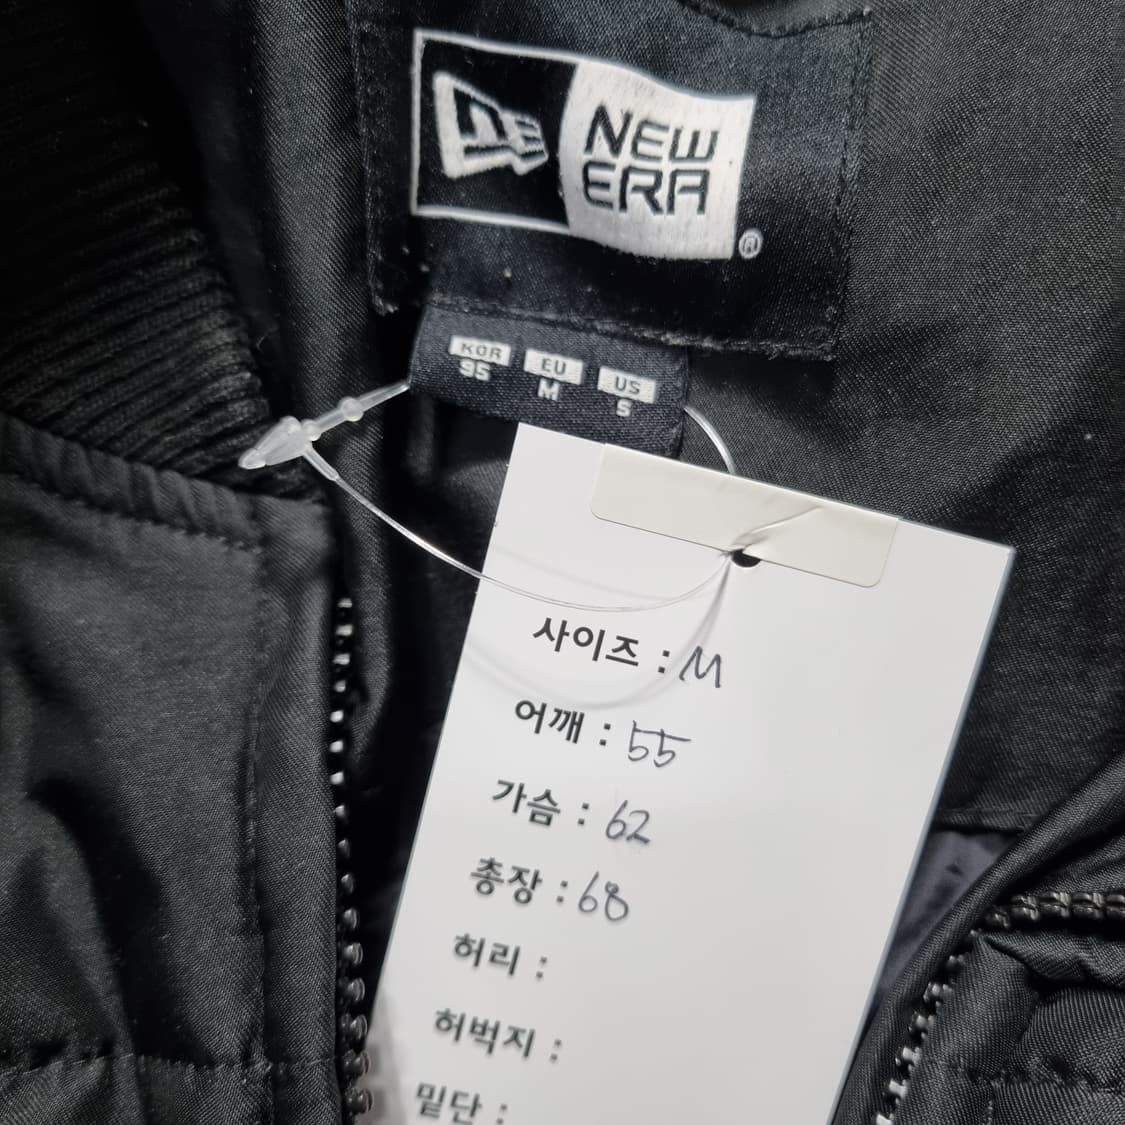 NEW
ERA
®
KOR EU US
95 M S
사이즈 : M
어깨 : 55
가슴 : 62
총장 : 68
허리 :
허벅지 :
밑단 :